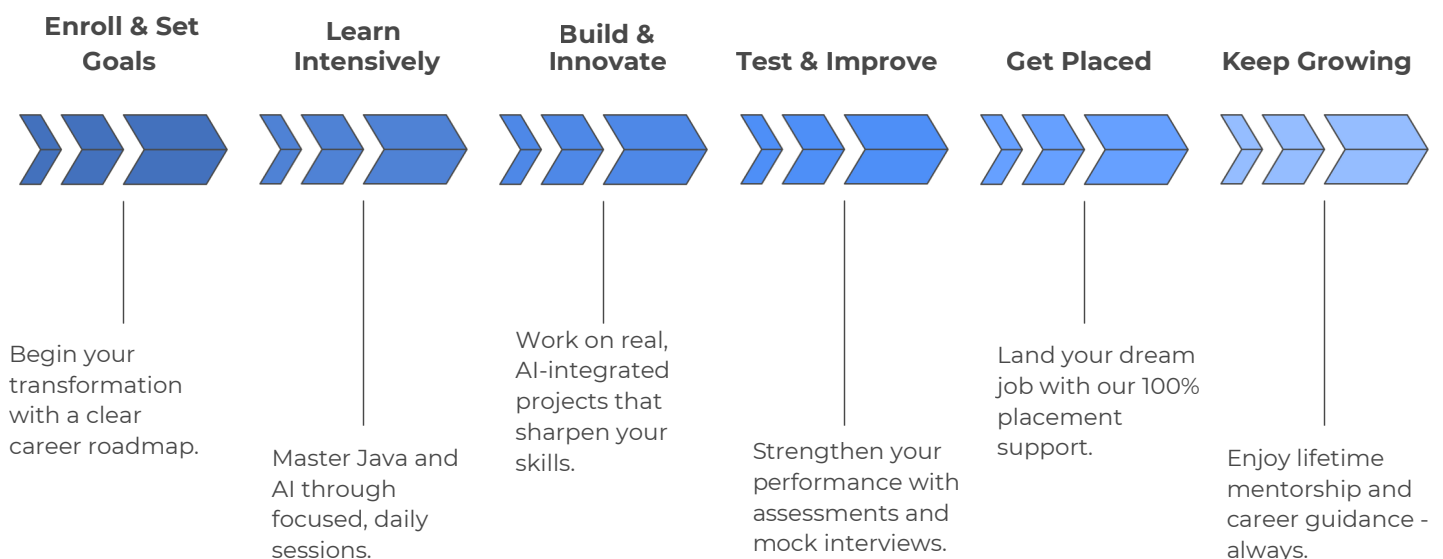 Enroll & Set
Goals
Learn
Intensively
Build &
Innovate
Test & Improve
Get Placed
Keep Growing
Begin your
transformation
with a clear
career roadmap.
Master Java and
AI through
focused, daily
sessions.
Work on real,
AI-integrated
projects that
sharpen your
skills.
Strengthen your
performance with
assessments and
mock interviews.
Land your dream
job with our 100%
placement
support.
Enjoy lifetime
mentorship and
career guidance -
always.